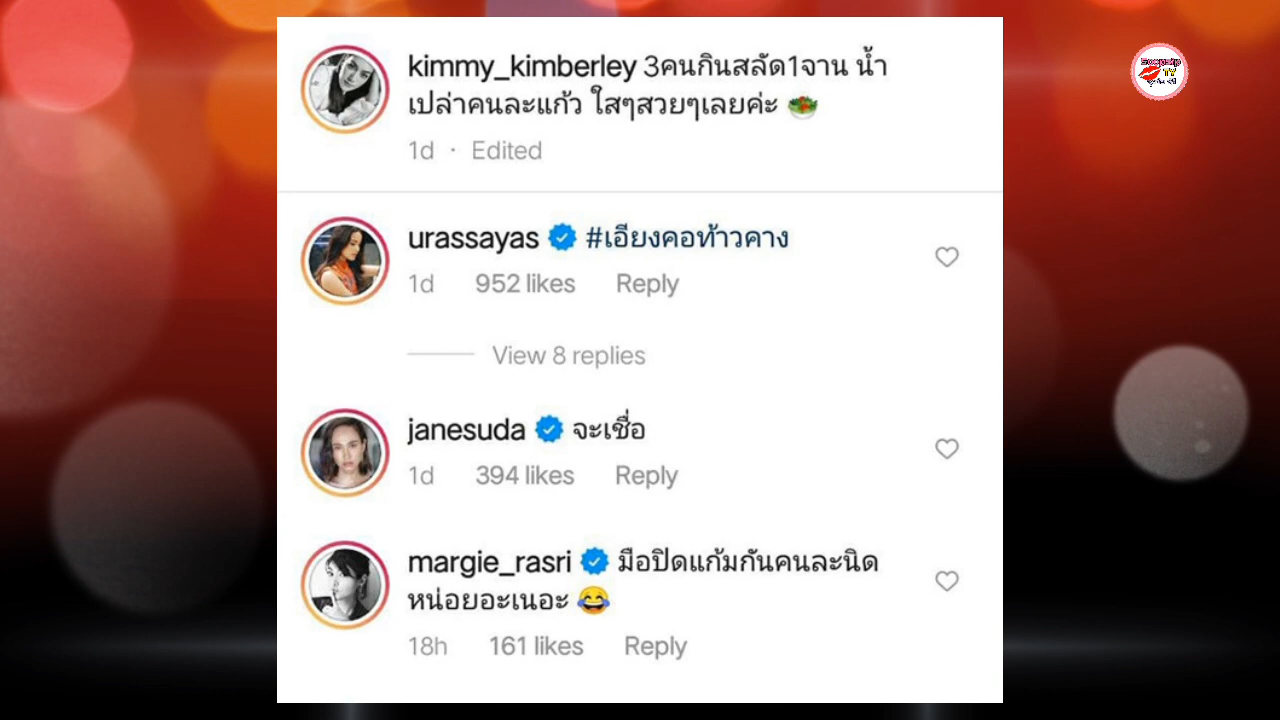 kimmy_kimberley 3คนกินสลัด1จาน น้ำ
เปล่าคนละแก้ว ใสๆสวยๆเลยค่ะ 🥗
1d · Edited
urassayas #เอียงคอท้าวคาง
1d 952 likes Reply
View 8 replies
janesuda จะเชื่อ
1d 394 likes Reply
margie_rasri มือปิดแก้มกันคนละนิด
หน่อยอะเนอะ 😂
18h 161 likes Reply
TV